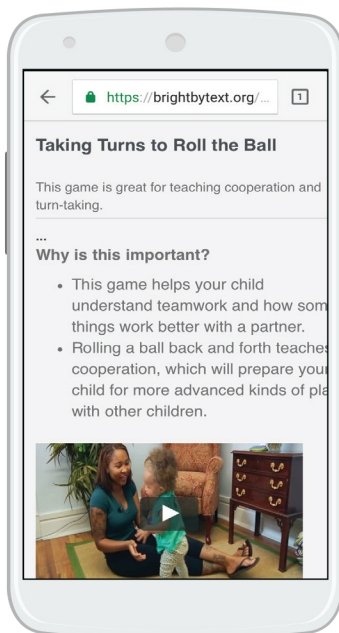 https://brightbytext.org/...
1
Taking Turns to Roll the Ball
This game is great for teaching cooperation and
turn-taking.
...
Why is this important?
• This game helps your child
understand teamwork and how som
things work better with a partner.
• Rolling a ball back and forth teaches
cooperation, which will prepare your
child for more advanced kinds of pla
with other children.